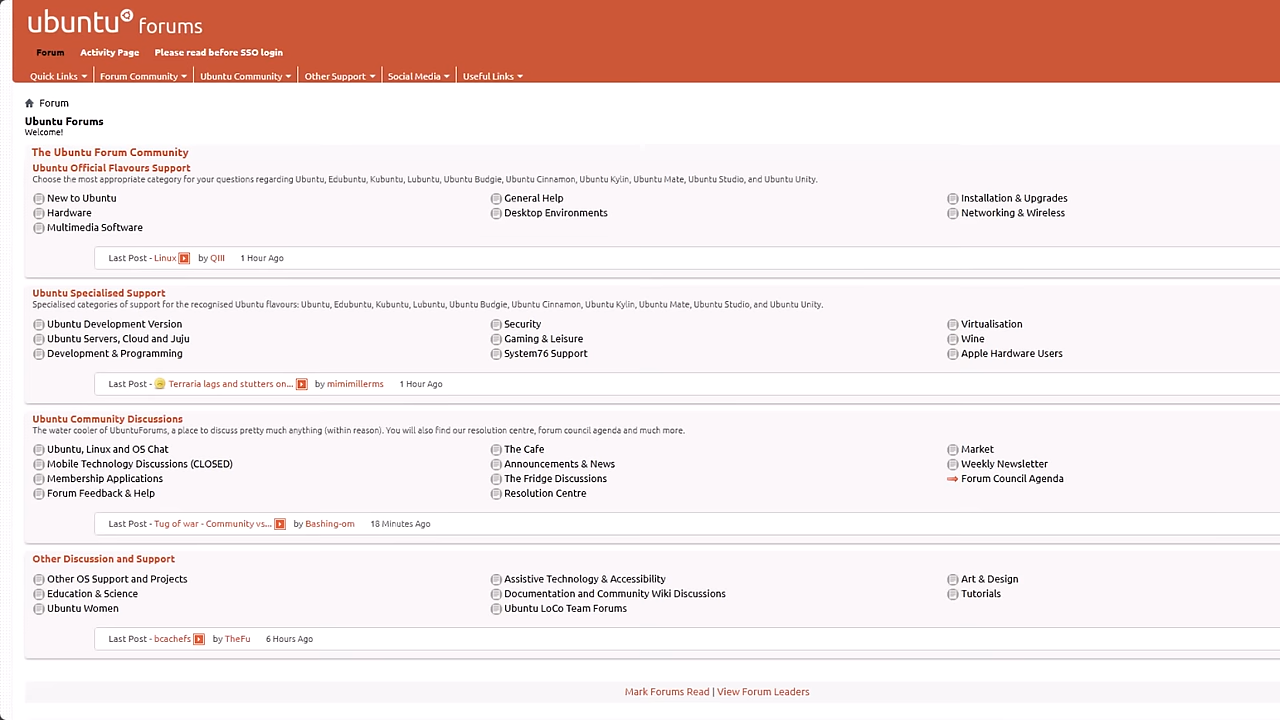 ubuntu forums
Forum Activity Page Please read before SSO login
Quick Links Forum Community Ubuntu Community Other Support Social Media Useful Links
Forum
Ubuntu Forums
Welcome!
The Ubuntu Forum Community
Ubuntu Official Flavours Support
Choose the most appropriate category for your questions regarding Ubuntu, Edubuntu, Kubuntu, Lubuntu, Ubuntu Budgie, Ubuntu Cinnamon, Ubuntu Kylin, Ubuntu Mate, Ubuntu Studio, and Ubuntu Unity.
New to Ubuntu General Help Installation & Upgrades
Hardware Desktop Environments Networking & Wireless
Multimedia Software
Last Post - Linux by QIII 1 Hour Ago
Ubuntu Specialised Support
Specialised categories of support for the recognised Ubuntu flavours: Ubuntu, Edubuntu, Kubuntu, Lubuntu, Ubuntu Budgie, Ubuntu Cinnamon, Ubuntu Kylin, Ubuntu Mate, Ubuntu Studio, and Ubuntu Unity.
Ubuntu Development Version Security Virtualisation
Ubuntu Servers, Cloud and Juju Gaming & Leisure Wine
Development & Programming System76 Support Apple Hardware Users
Last Post - Terraria lags and stutters on... by mimimillerms 1 Hour Ago
Ubuntu Community Discussions
The water cooler of UbuntuForums, a place to discuss pretty much anything (within reason). You will also find our resolution centre, forum council agenda and much more.
Ubuntu, Linux and OS Chat The Cafe Market
Mobile Technology Discussions (CLOSED) Announcements & News Weekly Newsletter
Membership Applications The Fridge Discussions Forum Council Agenda
Forum Feedback & Help Resolution Centre
Last Post - Tug of war - Community vs... by Bashing-om 18 Minutes Ago
Other Discussion and Support
Other OS Support and Projects Assistive Technology & Accessibility Art & Design
Education & Science Documentation and Community Wiki Discussions Tutorials
Ubuntu Women Ubuntu LoCo Team Forums
Last Post - bcachefs by TheFu 6 Hours Ago
Mark Forums Read | View Forum Leaders